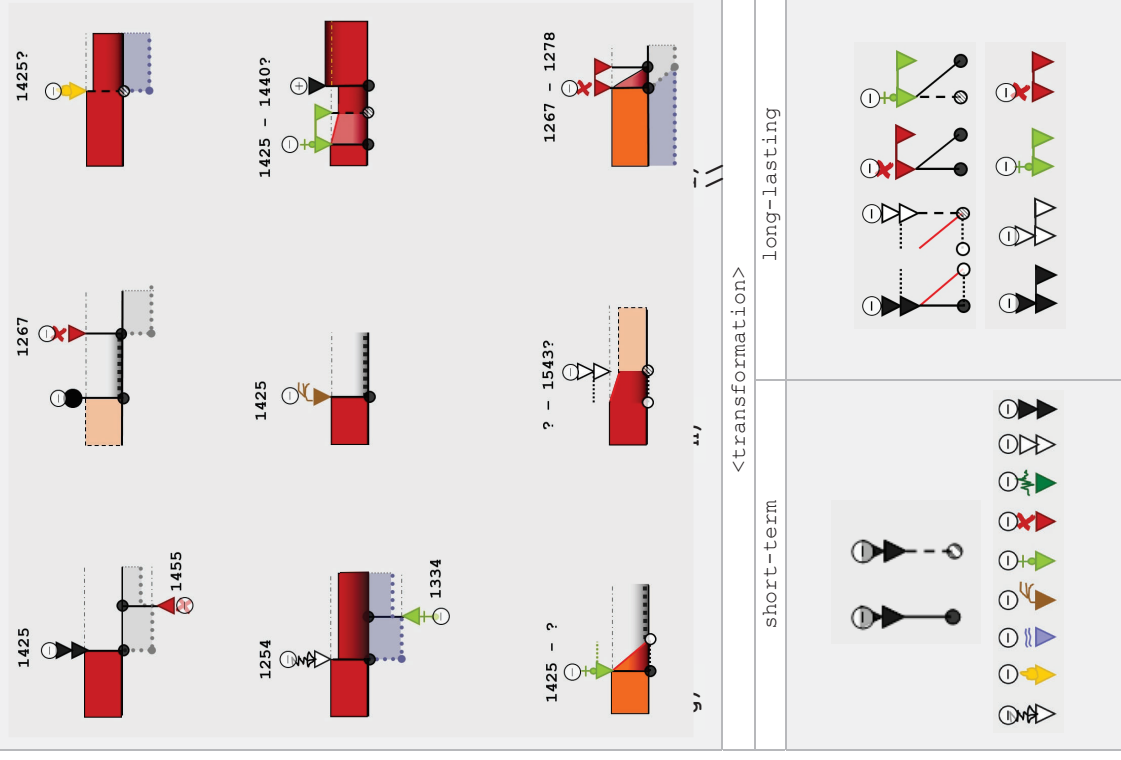 1425?
1425 - 1440?
1267 - 1278
1267
1425
? - 1543?
1425
1455
1254
1334
1425 - ?
g)
<transformation>
long-lasting
short-term